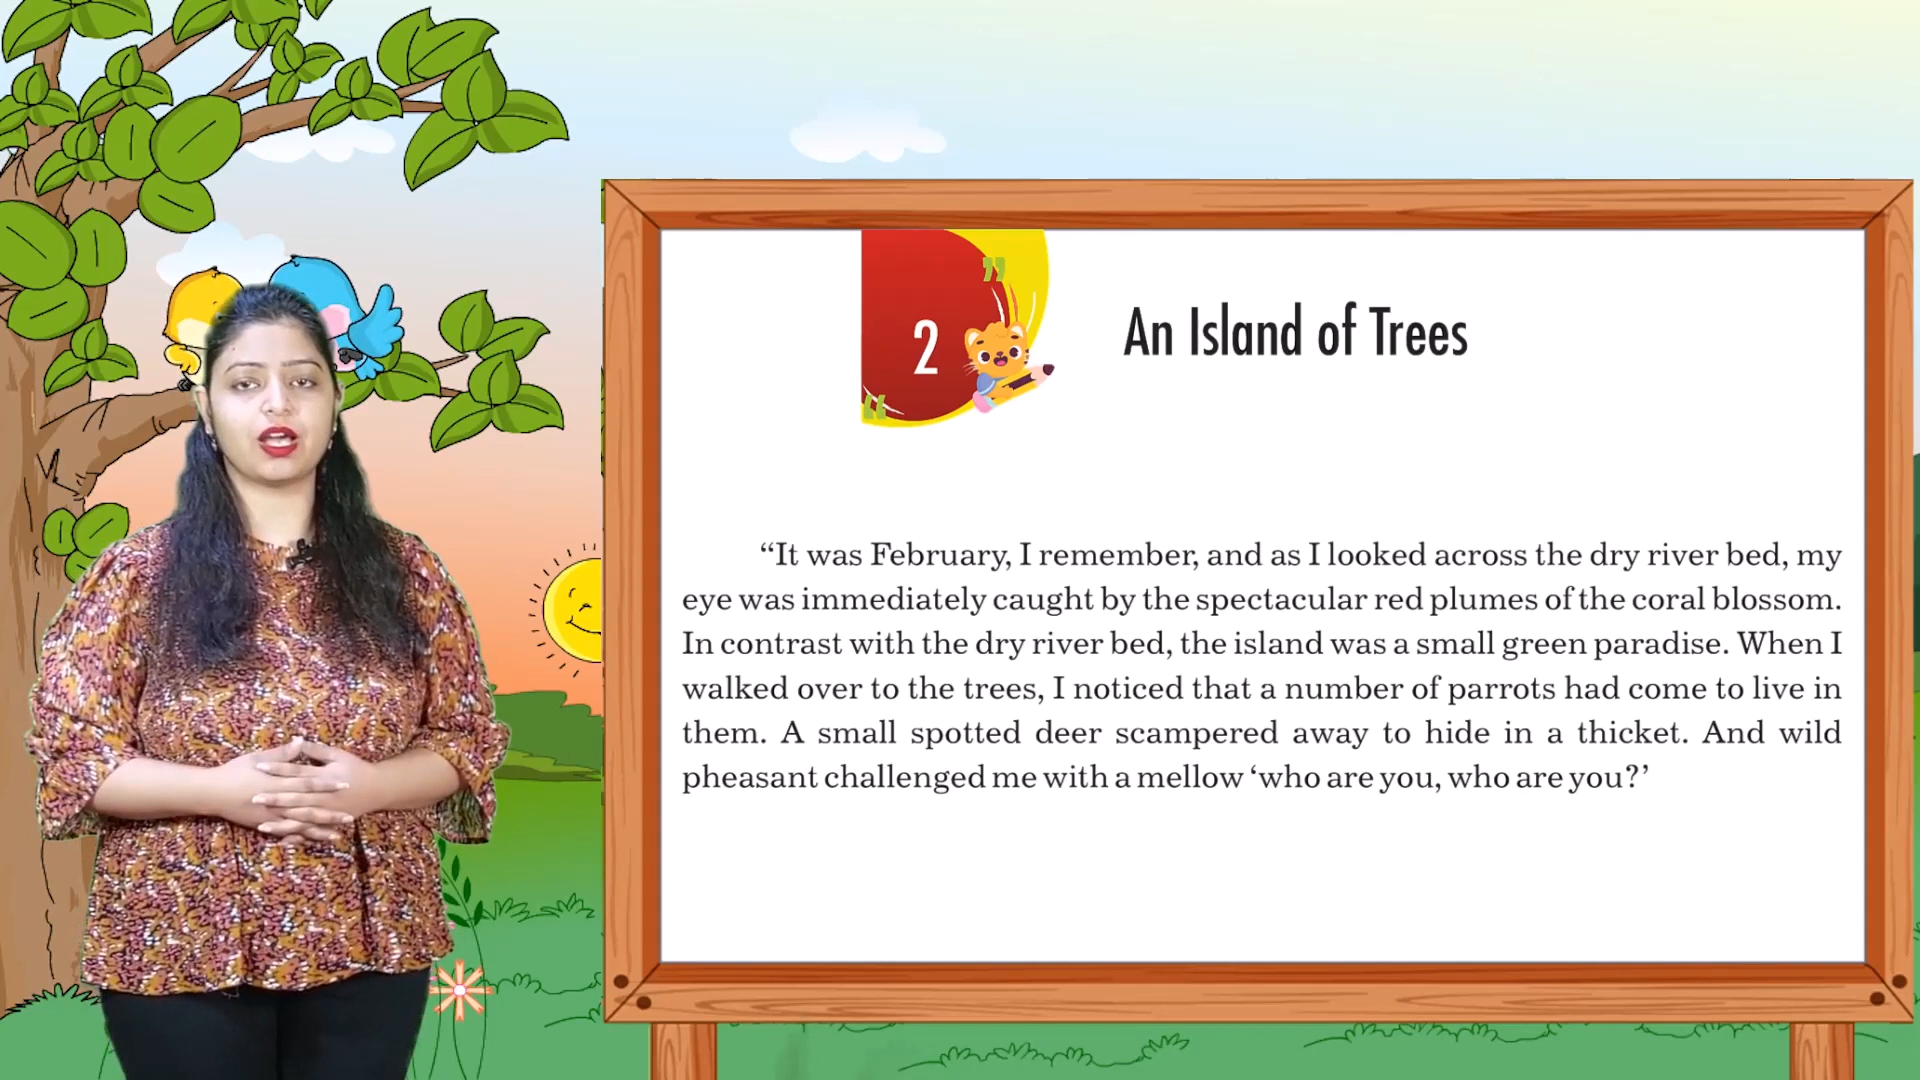 2
An Island of Trees
“It was February, I remember, and as I looked across the dry river bed, my
eye was immediately caught by the spectacular red plumes of the coral blossom.
In contrast with the dry river bed, the island was a small green paradise. When I
walked over to the trees, I noticed that a number of parrots had come to live in
them. A small spotted deer scampered away to hide in a thicket. And wild
pheasant challenged me with a mellow ‘who are you, who are you?’